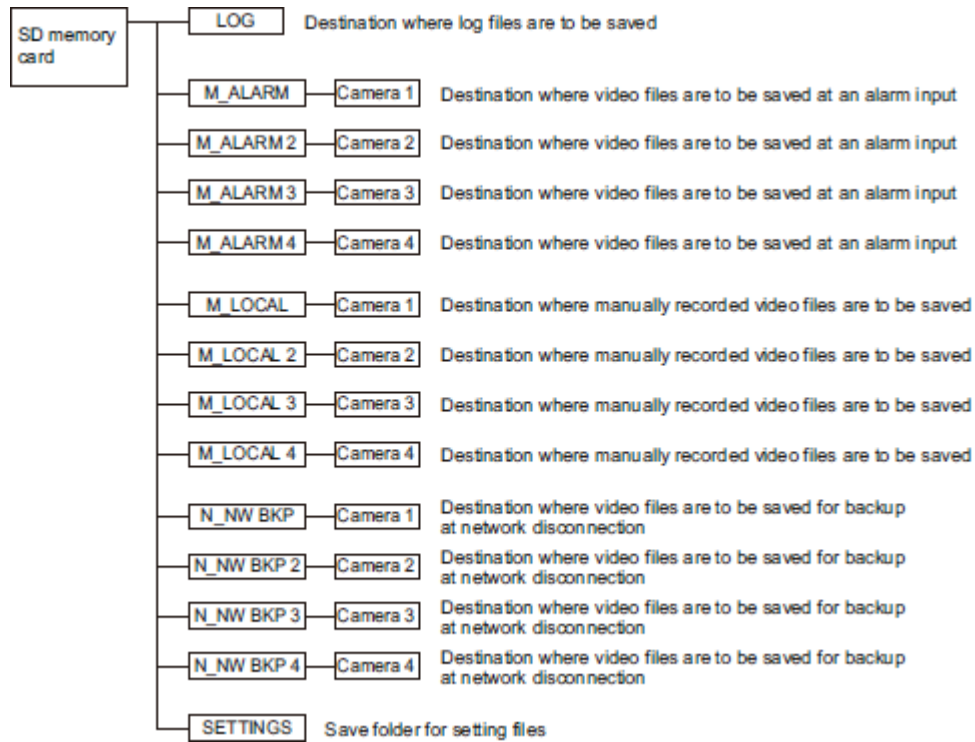 SD memory
card
LOG Destination where log files are to be saved
M_ALARM Camera 1 Destination where video files are to be saved at an alarm input
M_ALARM 2 Camera 2 Destination where video files are to be saved at an alarm input
M_ALARM 3 Camera 3 Destination where video files are to be saved at an alarm input
M_ALARM 4 Camera 4 Destination where video files are to be saved at an alarm input
M_LOCAL Camera 1 Destination where manually recorded video files are to be saved
M_LOCAL 2 Camera 2 Destination where manually recorded video files are to be saved
M_LOCAL 3 Camera 3 Destination where manually recorded video files are to be saved
M_LOCAL 4 Camera 4 Destination where manually recorded video files are to be saved
N_NW BKP Camera 1 Destination where video files are to be saved for backup
at network disconnection
N_NW BKP 2 Camera 2 Destination where video files are to be saved for backup
at network disconnection
N_NW BKP 3 Camera 3 Destination where video files are to be saved for backup
at network disconnection
N_NW BKP 4 Camera 4 Destination where video files are to be saved for backup
at network disconnection
SETTINGS Save folder for setting files